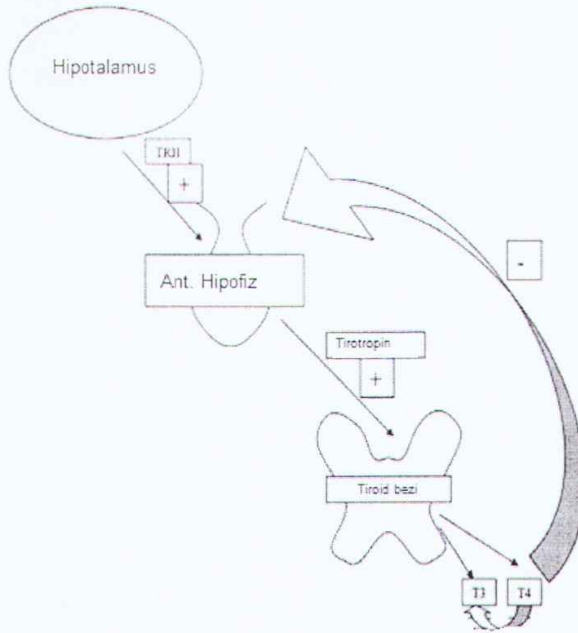 Hipotalamus
TRH
+
Ant. Hipofiz
-
Tirotropin
+
Tiroid bezi
T3 T4